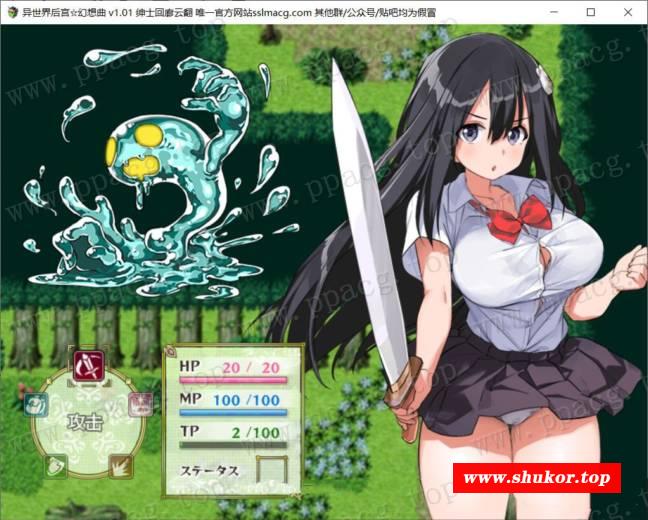 异世界后宫☆幻想曲 v1.01 绅士回廊云翻 唯一官方网站sslmacg.com 其他群/公众号/贴吧均为假冒
www.ppacg.top
HP 20 / 20
MP 100 / 100
攻击
TP 2 / 100
ステータス
www.shukor.top